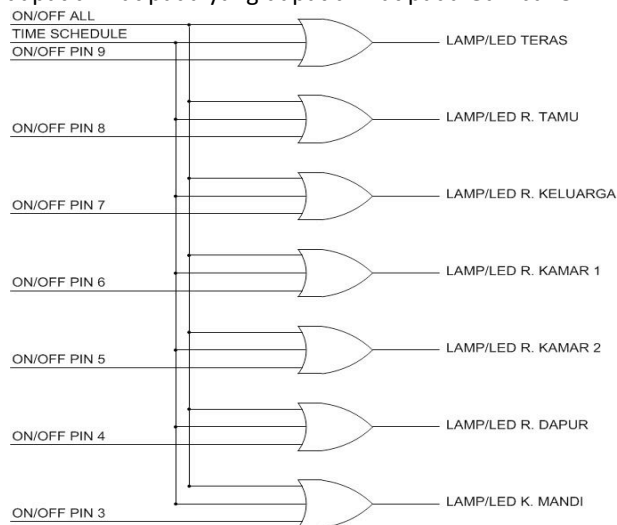 ON/OFF ALL
TIME SCHEDULE
LAMP/LED TERAS
ON/OFF PIN 9
LAMP/LED R. TAMU
ON/OFF PIN 8
LAMP/LED R. KELUARGA
ON/OFF PIN 7
LAMP/LED R. KAMAR 1
ON/OFF PIN 6
LAMP/LED R. KAMAR 2
ON/OFF PIN 5
LAMP/LED R. DAPUR
ON/OFF PIN 4
LAMP/LED K. MANDI
ON/OFF PIN 3